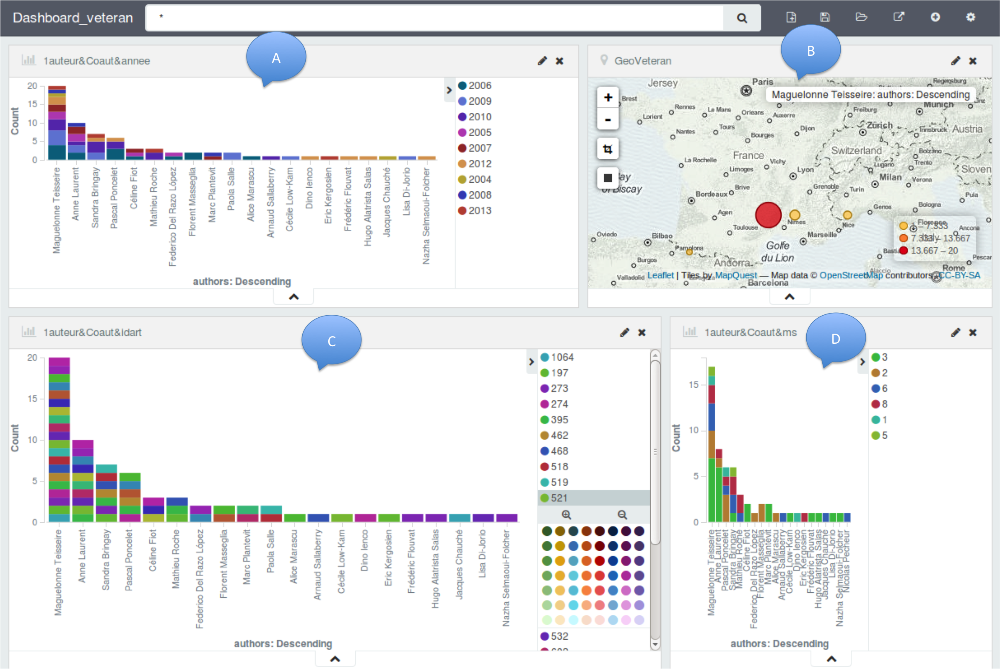 Dashboard_veteran
*
A
B
1auteur&Coaut&annee
20
15
10
5
0
Count
Maguelonne Teisseire
Anne Laurent
Sandra Bringay
Pascal Poncelet
Céline Fiot
Mathieu Roche
Federico Del Razo López
Florent Masseglia
Marc Plantevit
Paola Salle
Alice Marascu
Arnaud Sallaberry
Cécile Low-Kam
Dino Ienco
Eric Kergosien
Frédéric Flouvat
Hugo Alatrista Salas
Jacques Chauché
Lisa Di-Jorio
Nazha Selmaoui-Folcher
authors: Descending
2006
2009
2010
2005
2007
2012
2004
2008
2013
GeoVeteran
Jersey
Paris
Regensburg
Maguelonne Teisseire: authors: Descending
+
-
Brest
Munich
Linz
Rennes
Le Mans
Lorient
Orleans
Auxerre
Freiburg
Nantes
Tours
Dijon
Zürich
Innsbruck
Austria
Bourges
France
Switzerland
Bolzano
La Rochelle
Vichy
Lugano
Trento
Limoges
Lyon
Sloven
Bay
of Biscay
Milan
Verona
Brive
Grenoble
Turin
Bordeaux
Pula
Agen
Genoa
Bologna
Nimes
Nice
Toulouse
Florence
1 – 7.333
Ancona
Oviedo
Bilbao
Marseille
7.333 – 13.667
Italy
Pamplona
Golfe
du Lion
Bastia
13.667 – 20
Burgos
Andorra
Pescar
Ajaccio
Rome
Valladolid
Leaflet | Tiles by MapQuest — Map data © OpenStreetMap contributors, CC-BY-SA
Zaragoza
Barcelona
C
D
1auteur&Coaut&idart
20
15
10
5
0
Count
Maguelonne Teisseire
Anne Laurent
Sandra Bringay
Pascal Poncelet
Céline Fiot
Mathieu Roche
Federico Del Razo López
Florent Masseglia
Marc Plantevit
Paola Salle
Alice Marascu
Arnaud Sallaberry
Cécile Low-Kam
Dino Ienco
Eric Kergosien
Frédéric Flouvat
Hugo Alatrista Salas
Jacques Chauché
Lisa Di-Jorio
Nazha Selmaoui-Folcher
authors: Descending
1064
197
273
274
395
462
468
518
519
521
532
1auteur&Coaut&ms
15
10
5
0
Count
Maguelonne Teisseire
Anne Laurent
Pascal Poncelet
Sandra Bringay
Mathieu Roche
Céline Fiot
Federico Del Razo López
Florent Masseglia
Marc Plantevit
Alice Marascu
Arnaud Sallaberry
Cécile Low-Kam
Dino Ienco
Eric Kergosien
Frédéric Flouvat
Hugo Alatrista Salas
Jacques Chauché
Lisa Di-Jorio
Nazha Selmaoui-Folcher
Nicolas Pecheur
authors: Descending
3
2
6
8
1
5